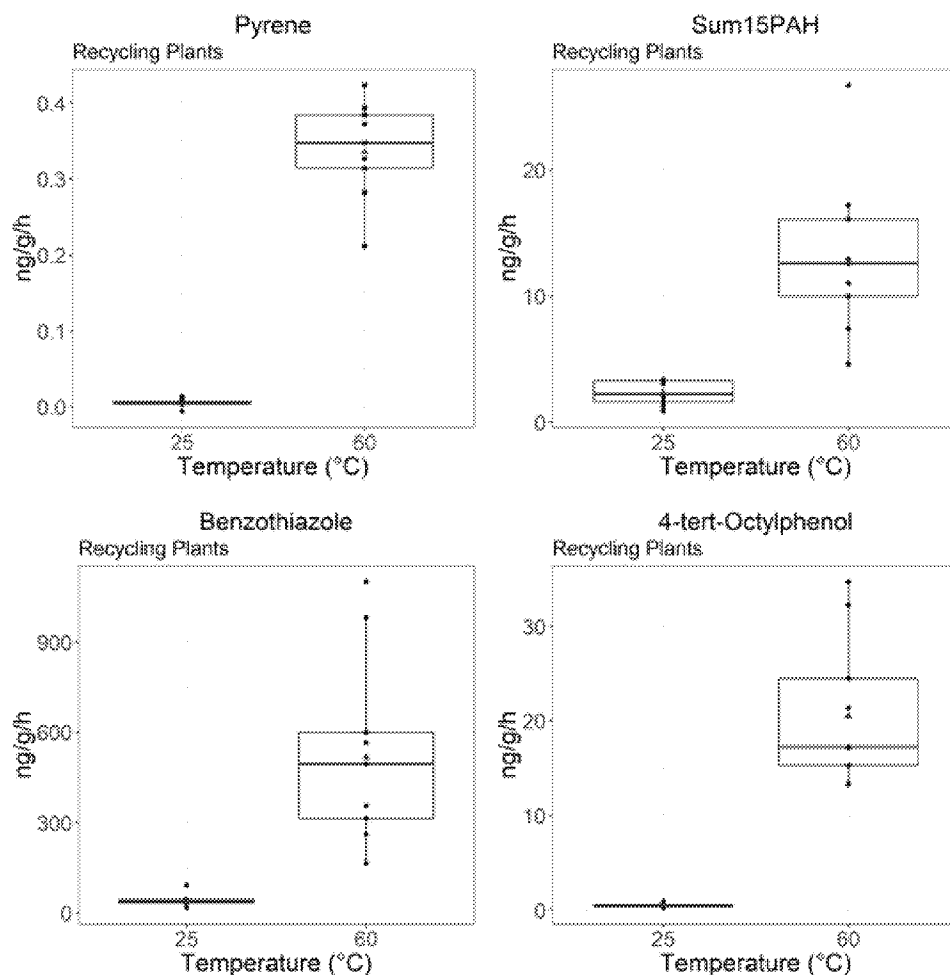 Pyrene
Recycling Plants
ng/g/h
0.4
0.3
0.2
0.1
0.0
25
60
Temperature (°C)
Sum15PAH
Recycling Plants
ng/g/h
20
10
0
25
60
Temperature (°C)
Benzothiazole
Recycling Plants
ng/g/h
900
600
300
0
25
60
Temperature (°C)
4-tert-Octylphenol
Recycling Plants
ng/g/h
30
20
10
0
25
60
Temperature (°C)